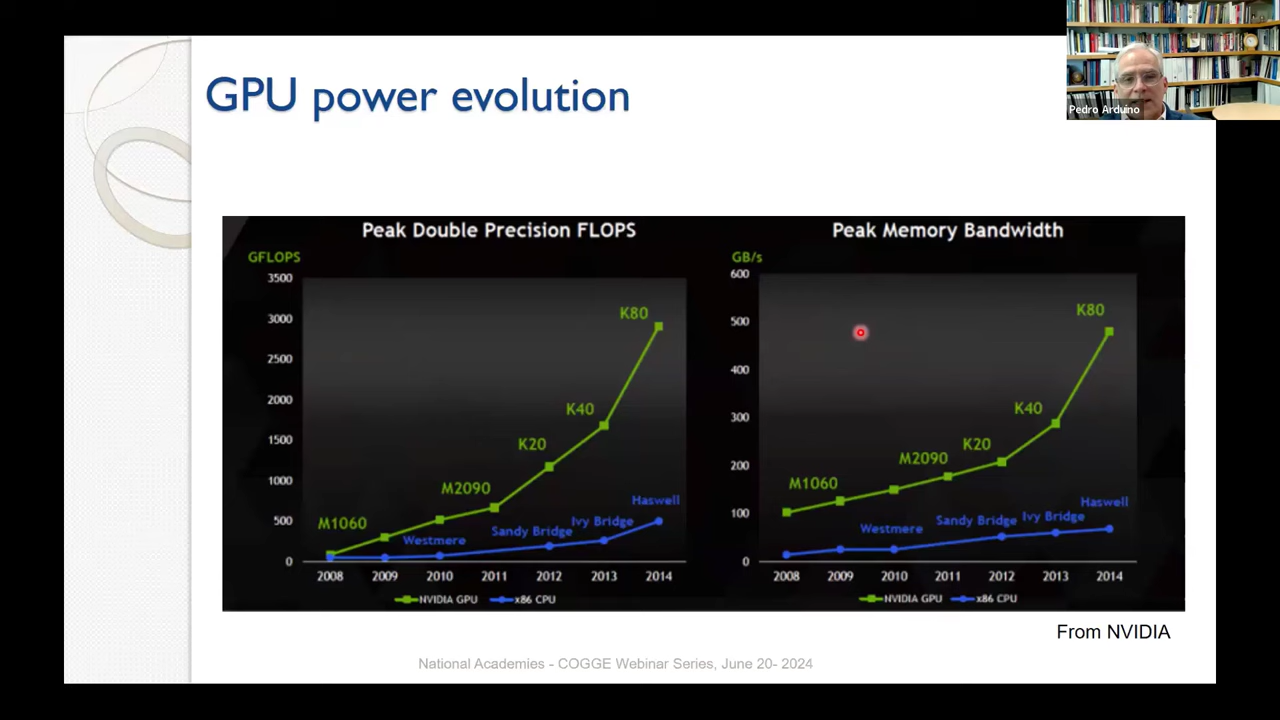 GPU power evolution
Pedro Arduino
Peak Double Precision FLOPS
GFLOPS
3500
3000
2500
2000
1500
1000
500
0
K80
K40
K20
M2090
M1060
Haswell
Ivy Bridge
Sandy Bridge
Westmere
2008 2009 2010 2011 2012 2013 2014
NVIDIA GPU x86 CPU
Peak Memory Bandwidth
GB/s
600
500
400
300
200
100
0
K80
K40
K20
M2090
M1060
Haswell
Ivy Bridge
Sandy Bridge
Westmere
2008 2009 2010 2011 2012 2013 2014
NVIDIA GPU x86 CPU
From NVIDIA
National Academies - COGGE Webinar Series, June 20- 2024